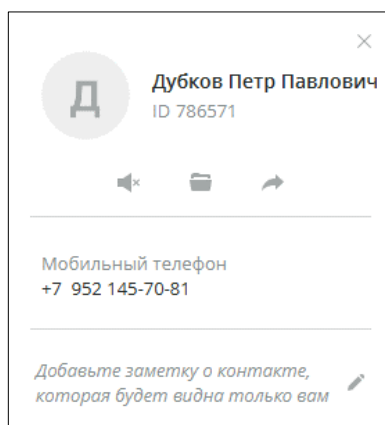 Д
Дубков Петр Павлович
ID 786571
Мобильный телефон
+7 952 145-70-81
Добавьте заметку о контакте,
которая будет видна только вам